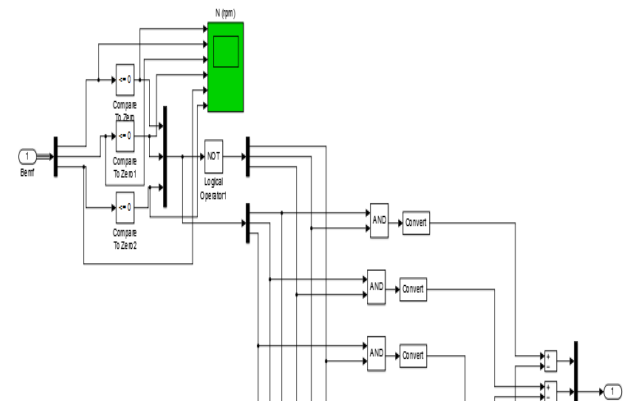 N (rpm)
<= 0
Compare
To Zero
<= 0
Compare
To Zero1
1
Bemf
NOT
Logical
Operator1
<= 0
Compare
To Zero2
AND
Convert
AND
Convert
AND
Convert
+
−
+
−
1